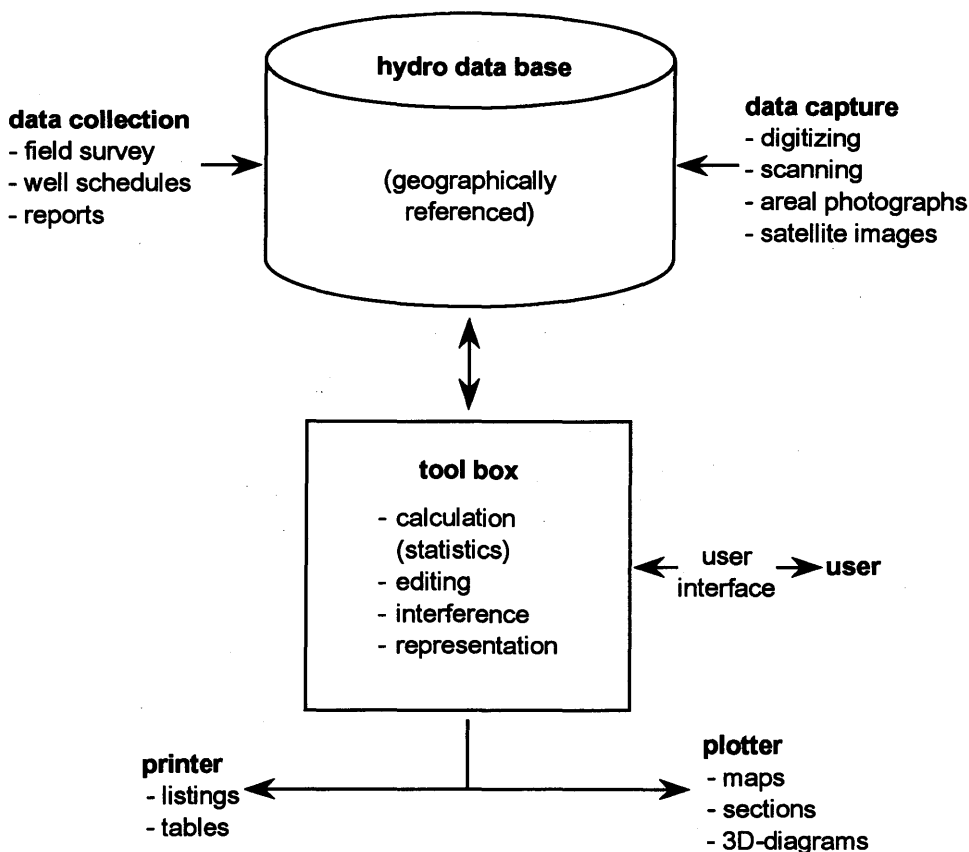 hydro data base
(geographically
referenced)
data collection
- field survey
- well schedules
- reports
data capture
- digitizing
- scanning
- areal photographs
- satellite images
tool box
- calculation
(statistics)
- editing
- interference
- representation
user
interface
user
printer
- listings
- tables
plotter
- maps
- sections
- 3D-diagrams